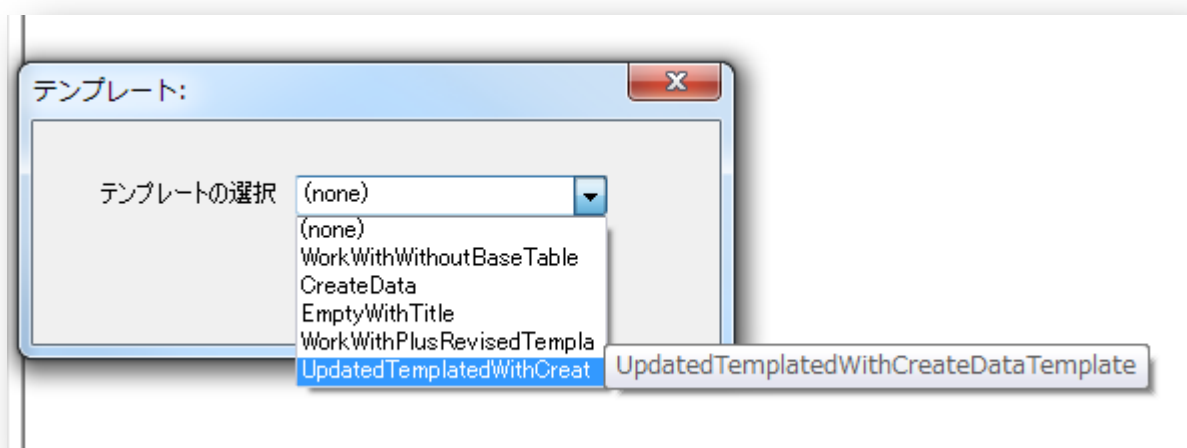 テンプレート:
テンプレートの選択 (none)
(none)
WorkWithWithoutBaseTable
CreateData
EmptyWithTitle
WorkWithPlusRevisedTempla
UpdatedTemplatedWithCreat UpdatedTemplatedWithCreateDataTemplate